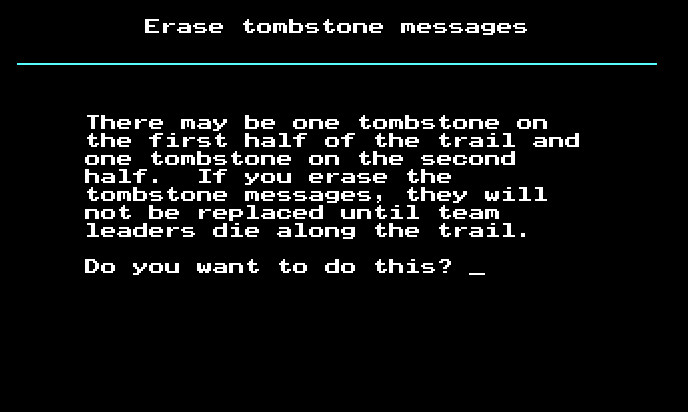 Erase tombstone messages
There may be one tombstone on
the first half of the trail and
one tombstone on the second
half.  If you erase the
tombstone messages, they will
not be replaced until team
leaders die along the trail.
Do you want to do this? _